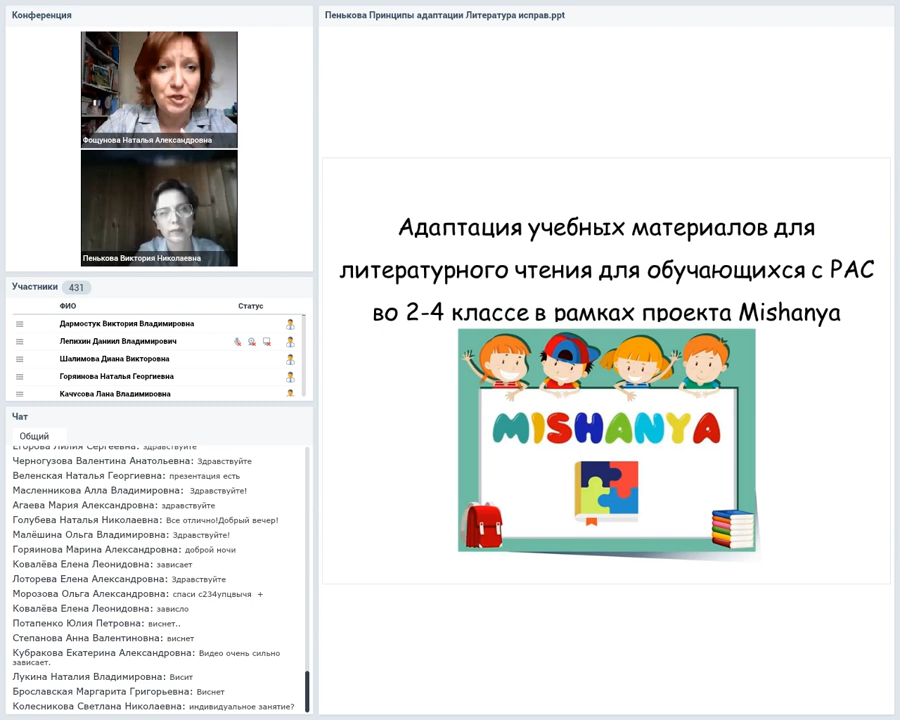 Конференция
Фощунова Наталья Александровна
Пенькова Виктория Николаевна
Участники 431
ФИО Статус
Дармостук Виктория Владимировна
Лепихин Даниил Владимирович
Шалимова Диана Викторовна
Горяинова Наталья Георгиевна
Качусова Лана Владимировна
Чат
Общий
Егорова Лилия Сергеевна: здравствуйте
Черногузова Валентина Анатольевна: Здравствуйте
Веленская Наталья Георгиевна: презентация есть
Масленникова Алла Владимировна: Здравствуйте!
Агаева Мария Александровна: здравствуйте
Голубева Наталья Николаевна: Все отлично!Добрый вечер!
Малёшина Ольга Владимировна: Здравствуйте!
Горяинова Марина Александровна: доброй ночи
Ковалёва Елена Леонидовна: зависает
Лоторева Елена Александровна: Здравствуйте
Морозова Ольга Александровна: спаси с234упцвычя +
Ковалёва Елена Леонидовна: зависло
Потапенко Юлия Петровна: виснет..
Степанова Анна Валентиновна: виснет
Кубракова Екатерина Александровна: Видео очень сильно
зависает.
Лукина Наталия Владимировна: Висит
Брославская Маргарита Григорьевна: Виснет
Колесникова Светлана Николаевна: индивидуальное занятие?
Пенькова Принципы адаптации Литература исправ.ppt
Адаптация учебных материалов для
литературного чтения для обучающихся с РАС
во 2-4 классе в рамках проекта Mishanya
MISHANYA